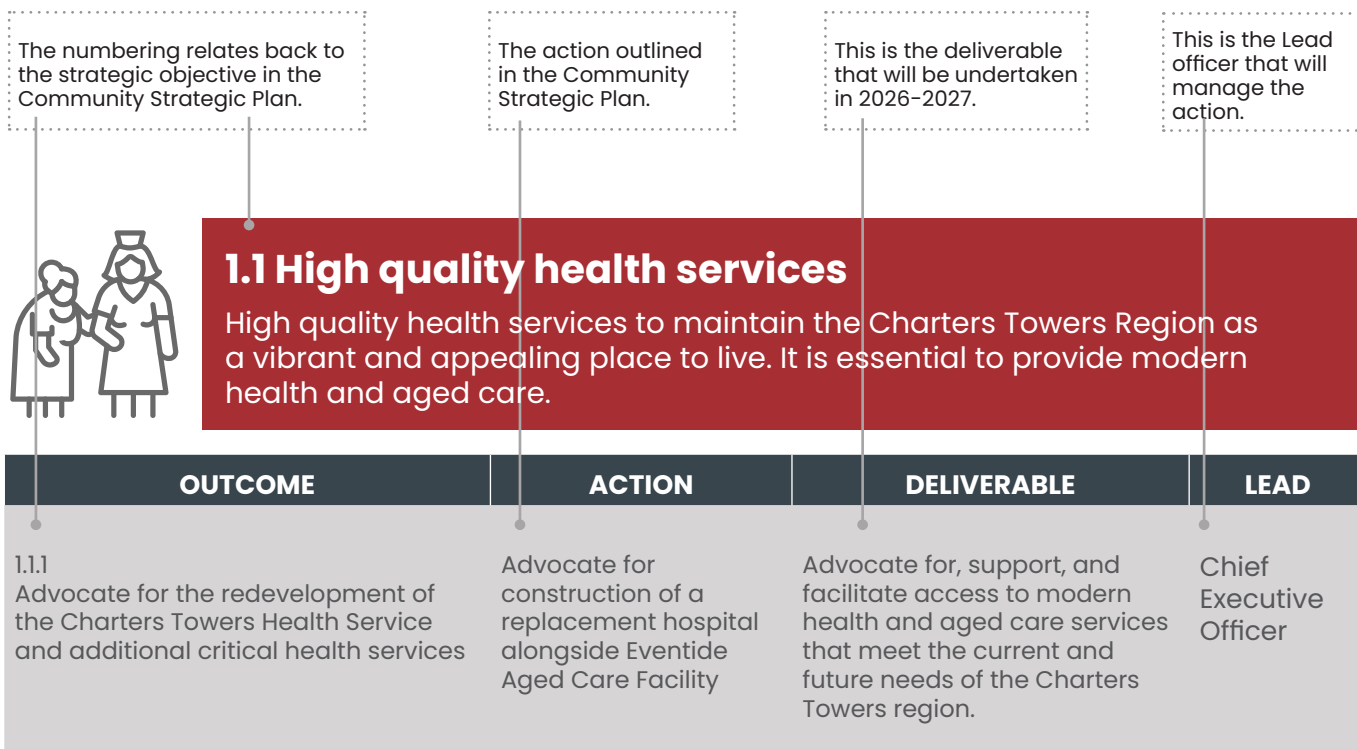 The numbering relates back to
the strategic objective in the
Community Strategic Plan.
The action outlined
in the Community
Strategic Plan.
This is the deliverable
that will be undertaken
in 2026-2027.
This is the Lead
officer that will
manage the
action.
1.1 High quality health services
High quality health services to maintain the Charters Towers Region as
a vibrant and appealing place to live. It is essential to provide modern
health and aged care.
OUTCOME
ACTION
DELIVERABLE
LEAD
1.1.1
Advocate for the redevelopment of
the Charters Towers Health Service
and additional critical health services
Advocate for
construction of a
replacement hospital
alongside Eventide
Aged Care Facility
Advocate for, support, and
facilitate access to modern
health and aged care services
that meet the current and
future needs of the Charters
Towers region.
Chief
Executive
Officer